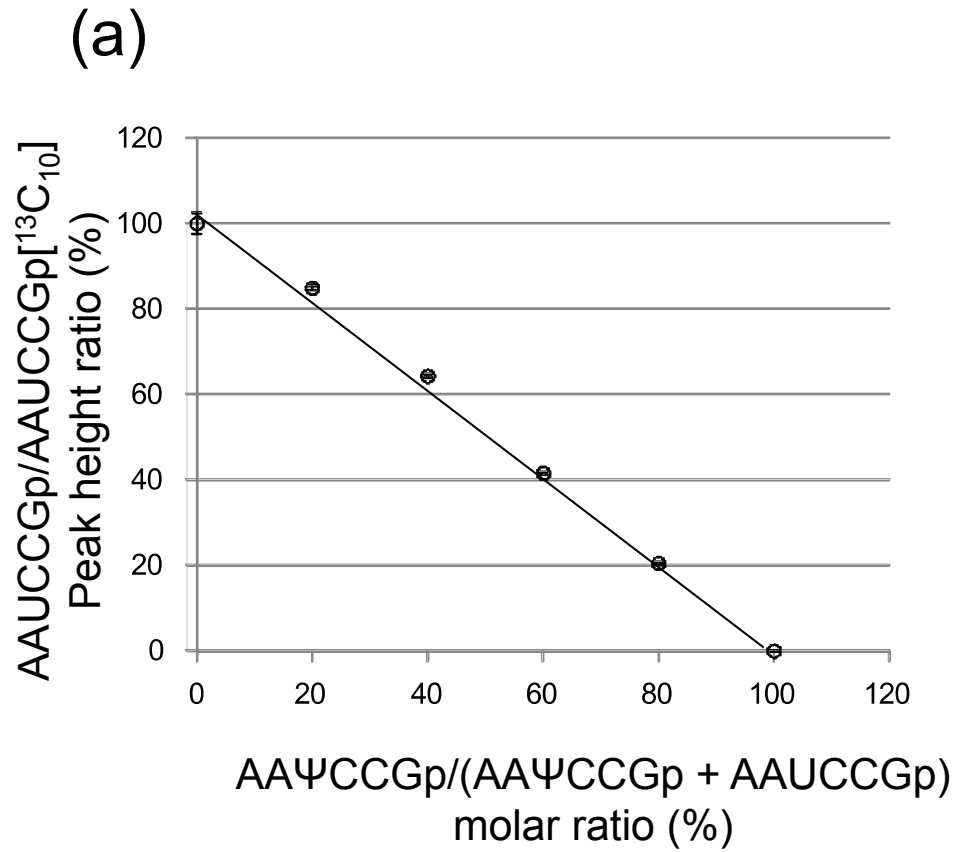 (a)
AAUCCGp/AAUCCGp[¹³C₁₀]
Peak height ratio (%)
120
100
80
60
40
20
0
0 20 40 60 80 100 120
AAΨCCGp/(AAΨCCGp + AAUCCGp)
molar ratio (%)